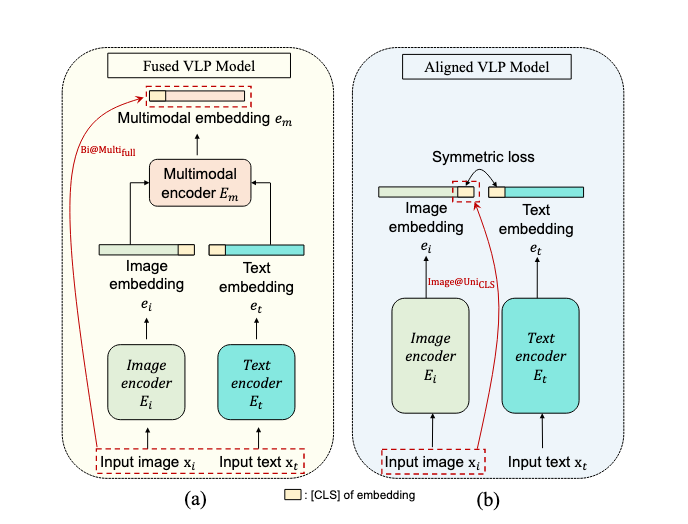 Fused VLP Model
Multimodal embedding e_m
Bi@Multi_full
Multimodal
encoder E_m
Image
embedding
e_i
Text
embedding
e_t
Image
encoder
E_i
Text
encoder
E_t
Input image x_i
Input text x_t
(a)
Aligned VLP Model
Symmetric loss
Image
embedding
e_i
Text
embedding
e_t
Image@Uni_CLS
Image
encoder
E_i
Text
encoder
E_t
Input image x_i
Input text x_t
: [CLS] of embedding
(b)